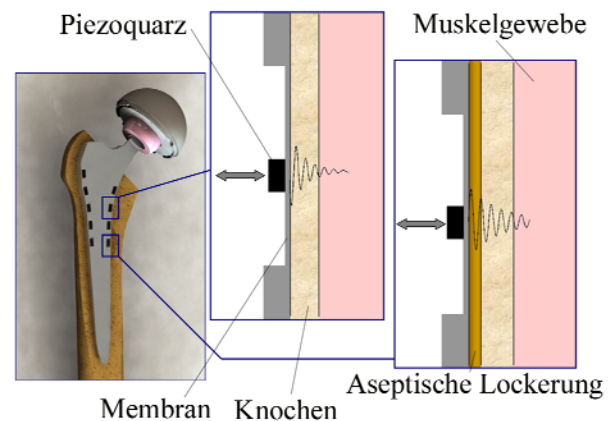 Piezoquarz
Muskelgewebe
Aseptische Lockerung
Membran
Knochen